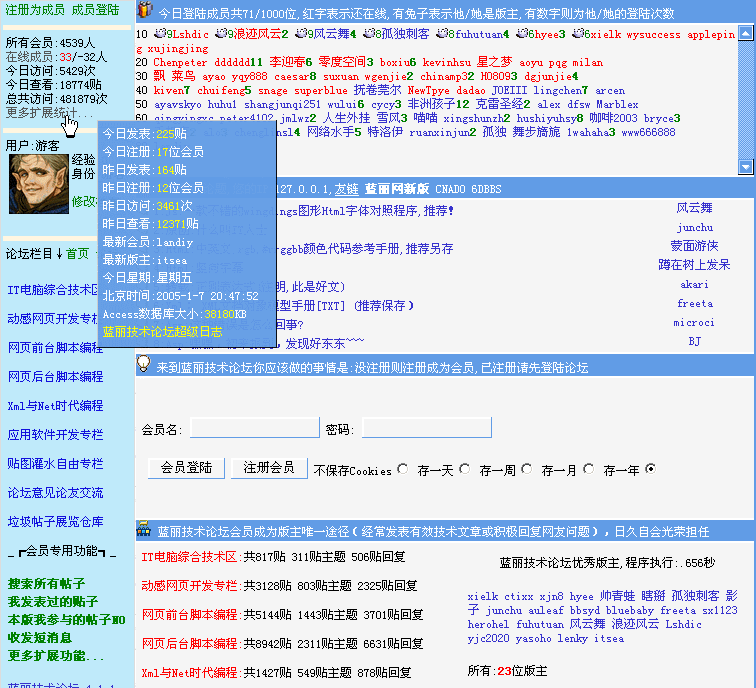 注册为成员 成员登陆
所有会员:4539人
在线成员:33/-32人
今日访问:5429次
今日查看:18774贴
总共访问:481879次
更多扩展统计...
用户:游客
经验
身份
修改
论坛栏目↓首页
IT电脑综合技术区
动感网页开发专栏
网页前台脚本编程
网页后台脚本编程
Xml与Net时代编程
应用软件开发专栏
贴图灌水自由专栏
论坛意见论友交流
垃圾帖子展览仓库
_┏会员专用功能┓_
搜索所有帖子
我发表过的贴子
本版我参与的帖子NO
收发短消息
更多扩展功能...
今日发表:225贴
今日注册:17位会员
昨日发表:164贴
昨日注册:12位会员
昨日访问:3461次
昨日查看:12371贴
最新会员:landiy
最新版主:itsea
今日星期:星期五
北京时间:2005-1-7 20:47:52
Access数据库大小:38180KB
蓝丽技术论坛超级日志
今日登陆成员共71/1000位,红字表示还在线,有兔子表示他/她是版主,有数字则为他/她的登陆次数
10 9Lshdic 9浪迹风云2 9风云舞4 8孤独刺客 8fuhutuan4 6hyee3 6xielk wysuccess applepin
g xujingjing
20 Chenpeter dddddd11 李迎春6 零度空间3 boxiu6 kevinhsu 星之梦 aoyu pqq milan
30 飘 菜鸟 ayao yqy888 caesar8 suxuan wgenjie2 chinamp32 H08093 dgjunjie4
40 kiven7 chuifeng5 snage superblue 抚卷莞尔 NewTpye dadao JOEIII lingchen7 arcen
50 ayavskyo huhu1 shangjunqi251 wului6 cycy3 非洲孩子12 克雷圣经2 alex dfsw Marblex
60 qingyingyc peter4102 jmlwz2 人生外挂 雪风3 喵喵 xingshunzh2 hushiyuhsy8 咖啡2003 bryce3
4 网络水手5 特洛伊 ruanxinjun2 孤独 舞步旖旎 1wahaha3 www666888
127.0.0.1,友链 蓝丽网新版 CNADO 6DBBS
图形Html字体对照程序,推荐!
ggbb颜色代码参考手册,推荐另存
明,此是好文)
模型手册[TXT] (推荐保存)
回事?
,发现好东东~~~
风云舞
junchu
蒙面游侠
蹲在树上发呆
akari
freeta
microci
BJ
来到蓝丽论坛你应该做的事情是:没注册则注册成为会员,已注册请先登陆论坛
会员名: 密码:
会员登陆 注册会员 不保存Cookies 存一天 存一周 存一月 存一年
蓝丽技术论坛会员成为版主唯一途径(经常发表有效技术文章或积极回复网友问题),日久自会光荣担任
IT电脑综合技术区:共817贴 311贴主题 506贴回复
动感网页开发专栏:共3128贴 803贴主题 2325贴回复
网页前台脚本编程:共5144贴 1443贴主题 3701贴回复
网页后台脚本编程:共8942贴 2311贴主题 6631贴回复
Xml与Net时代编程:共1427贴 549贴主题 878贴回复
蓝丽技术论坛优秀版主,程序执行:.656秒
xielk ctixx xjn8 hyee 帅青蛙 瞎掰 孤独刺客 影
子 junchu auleaf bbsyd bluebaby freeta sx1123
herohel fuhutuan 风云舞 浪迹风云 Lshdic
yjc2020 yasoho lenky itsea
所有:23位版主